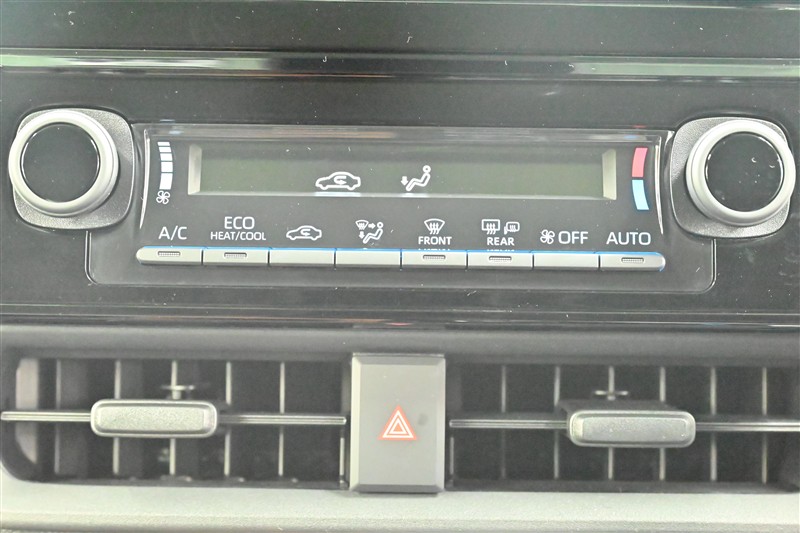 A/C
ECO
HEAT/COOL
FRONT
REAR
OFF
AUTO